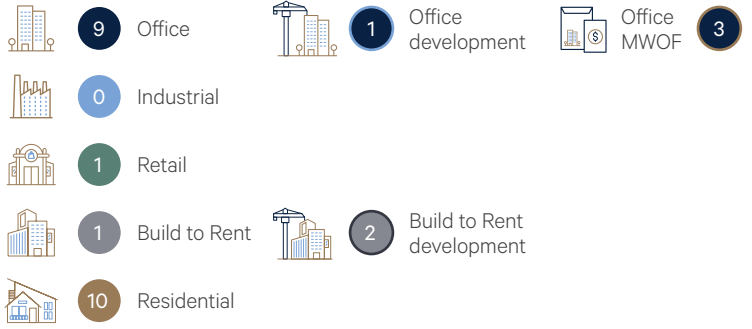 9 Office
1 Office
development
Office
MWOF 3
0 Industrial
1 Retail
1 Build to Rent
2 Build to Rent
development
10 Residential
$